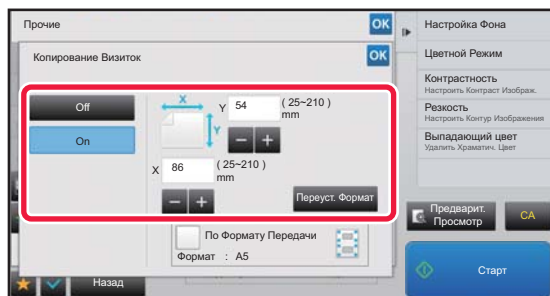 Прочие
OK
Копирование Визиток
OK
Off
On
X
Y
Y 54 ( 25~210 )
mm
X 86 ( 25~210 )
mm
Переуст. Формат
По Формату Передачи
Формат : A5
Назад
Настройка Фона
Цветной Режим
Контрастность
Настроить Контраст Изображ.
Резкость
Настроить Контур Изображения
Выпадающий цвет
Удалить Храматич. Цвет
Предварит.
Просмотр
CA
Старт